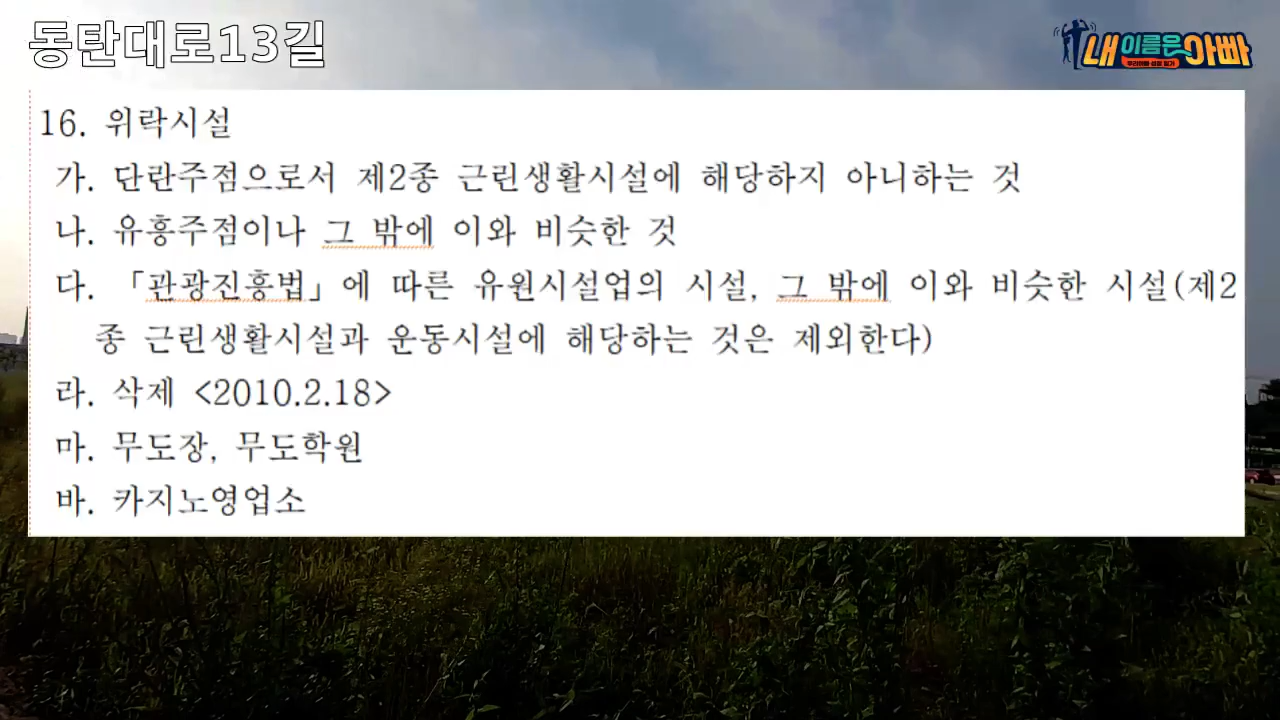 동탄대로13길
내 이름은 아빠
16. 위락시설
가. 단란주점으로서 제2종 근린생활시설에 해당하지 아니하는 것
나. 유흥주점이나 그 밖에 이와 비슷한 것
다. 「관광진흥법」에 따른 유원시설업의 시설, 그 밖에 이와 비슷한 시설(제2
종 근린생활시설과 운동시설에 해당하는 것은 제외한다)
라. 삭제 <2010.2.18>
마. 무도장, 무도학원
바. 카지노영업소